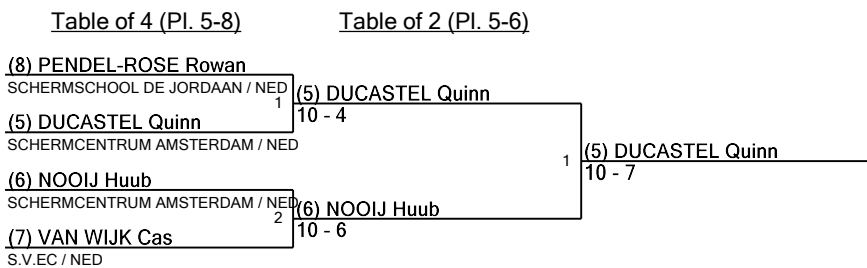 Table of 4 (Pl. 5-8)
Table of 2 (Pl. 5-6)
(8) PENDEL-ROSE Rowan
SCHERMSCHOOL DE JORDAAN / NED
1
(5) DUCASTEL Quinn
10 - 4
(5) DUCASTEL Quinn
SCHERMCENTRUM AMSTERDAM / NED
1
(5) DUCASTEL Quinn
10 - 7
(6) NOOIJ Huub
SCHERMCENTRUM AMSTERDAM / NED
2
(6) NOOIJ Huub
10 - 6
(7) VAN WIJK Cas
S.V.EC / NED